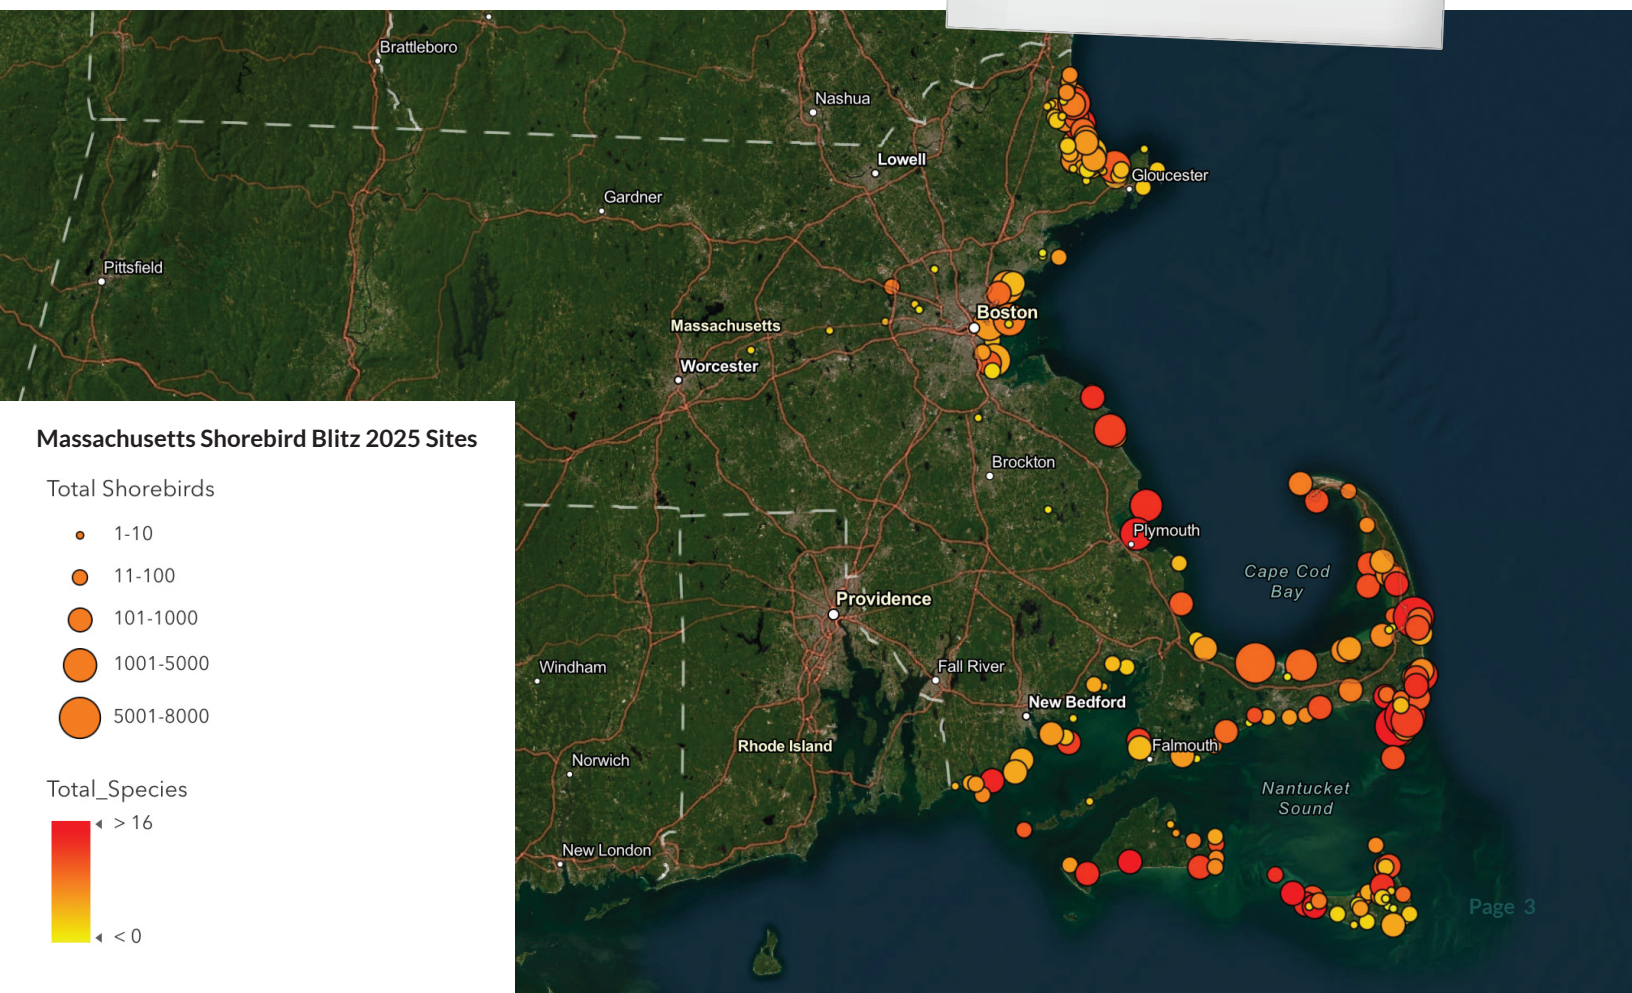 Brattleboro
Nashua
Lowell
Gloucester
Gardner
Pittsfield
Boston
Massachusetts
Worcester
Brockton
Plymouth
Cape Cod
Bay
Providence
Windham
Fall River
New Bedford
Rhode Island
Falmouth
Norwich
Nantucket
Sound
New London
Page 3
Massachusetts Shorebird Blitz 2025 Sites
Total Shorebirds
1-10
11-100
101-1000
1001-5000
5001-8000
Total_Species
> 16
< 0